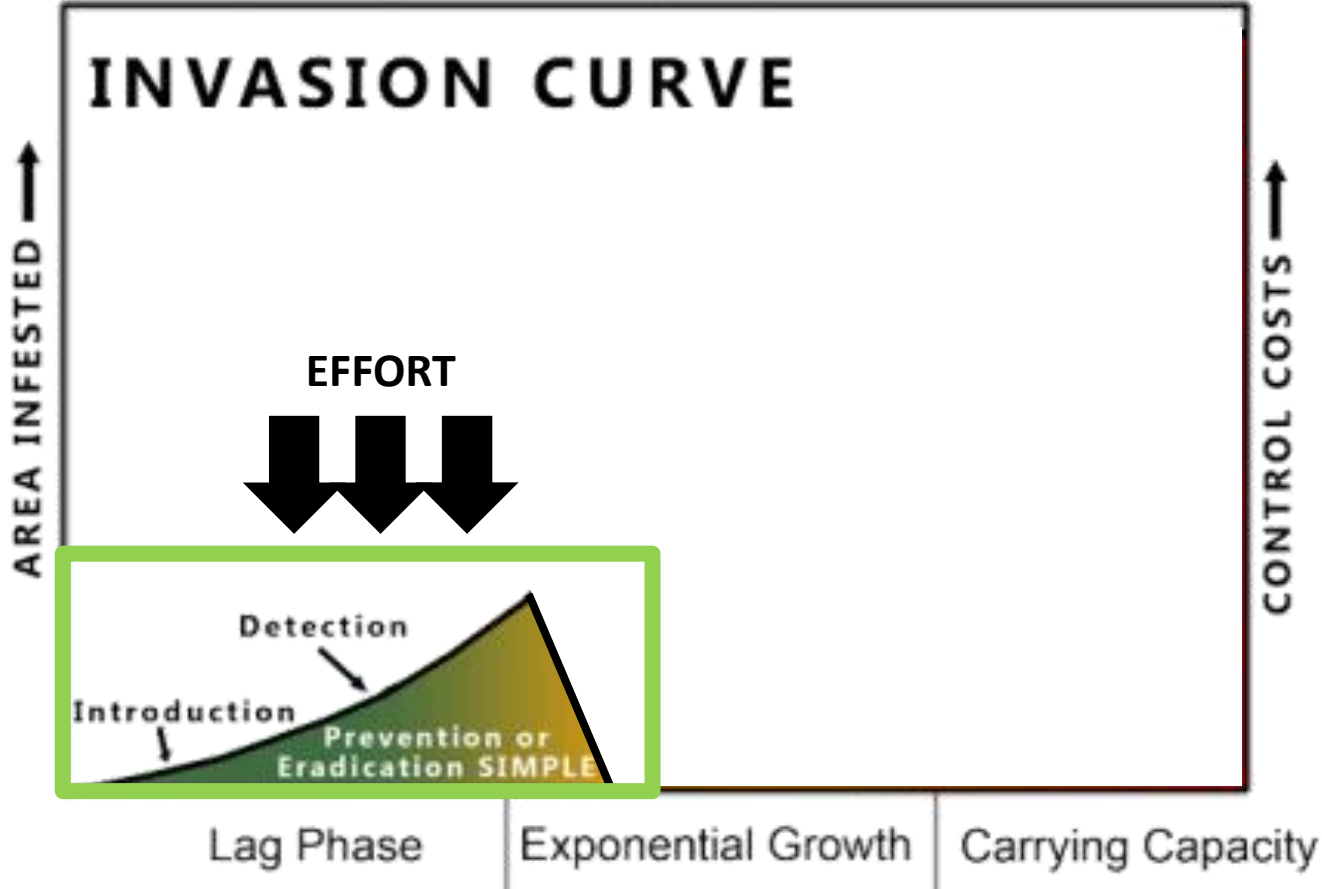 INVASION CURVE
AREA INFESTED
CONTROL COSTS
EFFORT
Detection
Introduction
Prevention or
Eradication SIMPLE
Lag Phase
Exponential Growth
Carrying Capacity